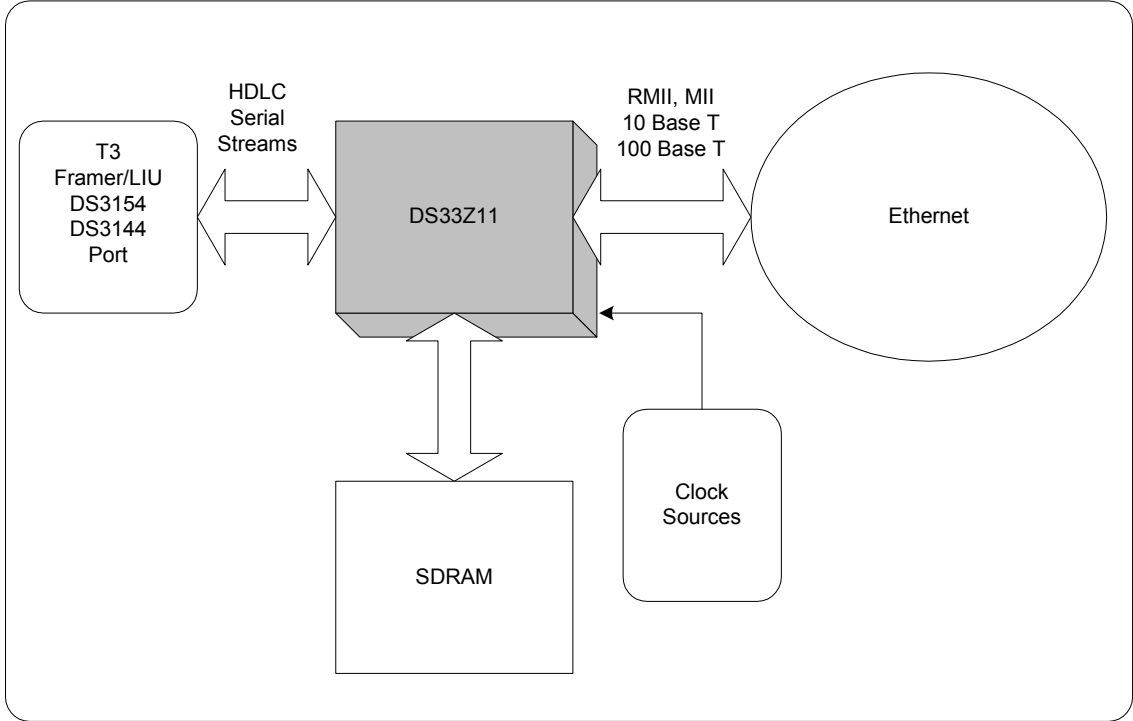 HDLC
Serial
Streams
RMII, MII
10 Base T
100 Base T
T3
Framer/LIU
DS3154
DS3144
Port
DS33Z11
Ethernet
Clock
Sources
SDRAM